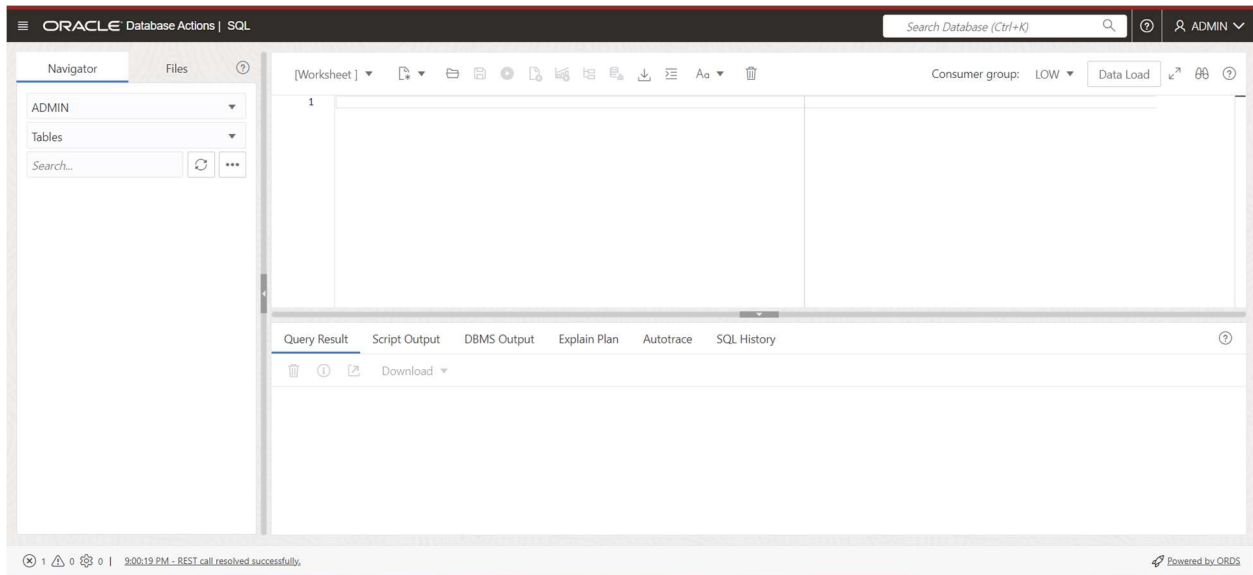 ORACLE Database Actions | SQL
Search Database (Ctrl+K)
ADMIN
Navigator
Files
[Worksheet]
Aa
Consumer group: LOW
Data Load
ADMIN
Tables
Search...
1
Query Result
Script Output
DBMS Output
Explain Plan
Autotrace
SQL History
Download
1 0 0 | 9:00:19 PM - REST call resolved successfully.
Powered by ORDS